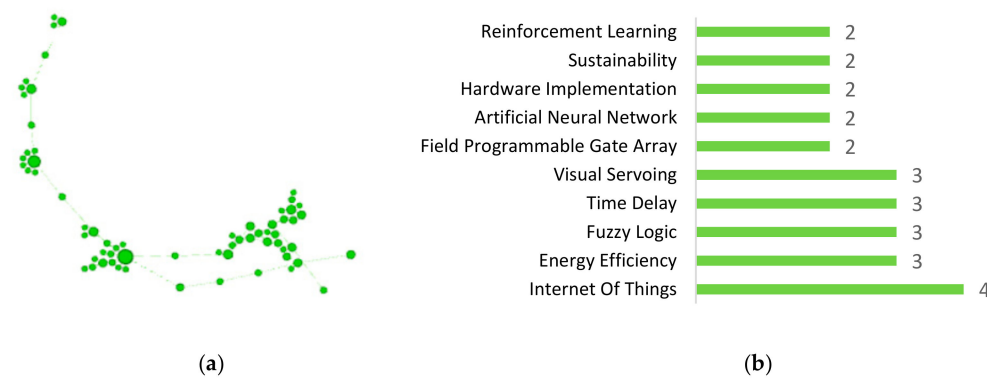 Reinforcement Learning 2
Sustainability 2
Hardware Implementation 2
Artificial Neural Network 2
Field Programmable Gate Array 2
Visual Servoing 3
Time Delay 3
Fuzzy Logic 3
Energy Efficiency 3
Internet Of Things 4
(a) (b)